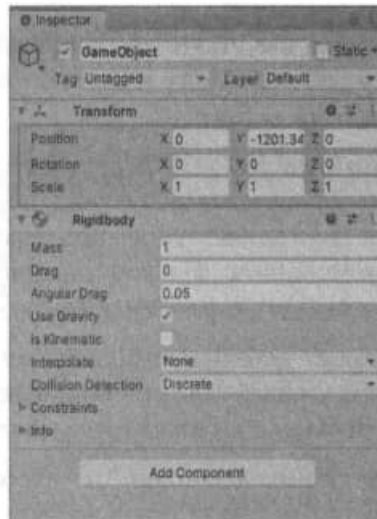 Inspector
GameObject Static
Tag Untagged Layer Default
Transform
Position X 0 Y -1201.34 Z 0
Rotation X 0 Y 0 Z 0
Scale X 1 Y 1 Z 1
Rigidbody
Mass 1
Drag 0
Angular Drag 0.05
Use Gravity
Is Kinematic
Interpolate None
Collision Detection Discrete
Constraints
Info
Add Component